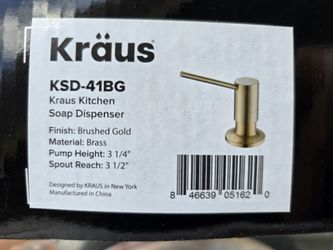 Kräus
KSD-41BG
Kraus Kitchen
Soap Dispenser
Finish: Brushed Gold
Material: Brass
Pump Height: 3 1/4"
Spout Reach: 3 1/2"
Designed by KRAUS in New York
Manufactured in China
8 46639 05162 0